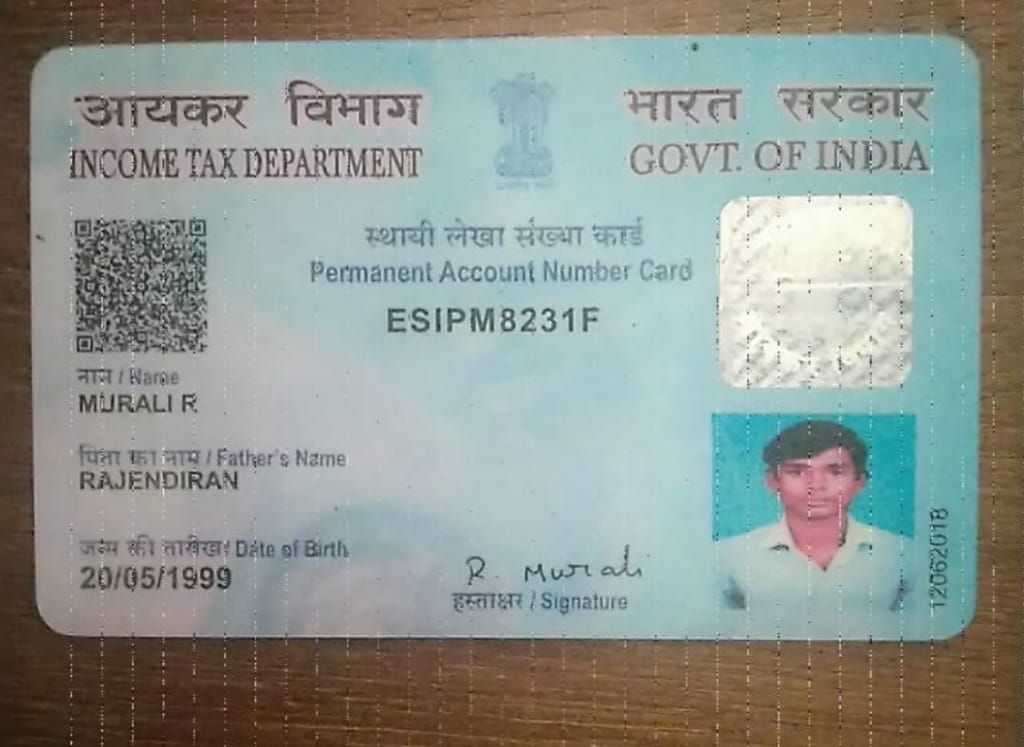 आयकर विभाग
INCOME TAX DEPARTMENT
भारत सरकार
GOVT. OF INDIA
स्थायी लेखा संख्या कार्ड
Permanent Account Number Card
ESIPM8231F
नाम / Name
MURALI R
पिता का नाम / Father's Name
RAJENDIRAN
जन्म की तारीख / Date of Birth
20/05/1999
R. Murali
हस्ताक्षर / Signature
12062018